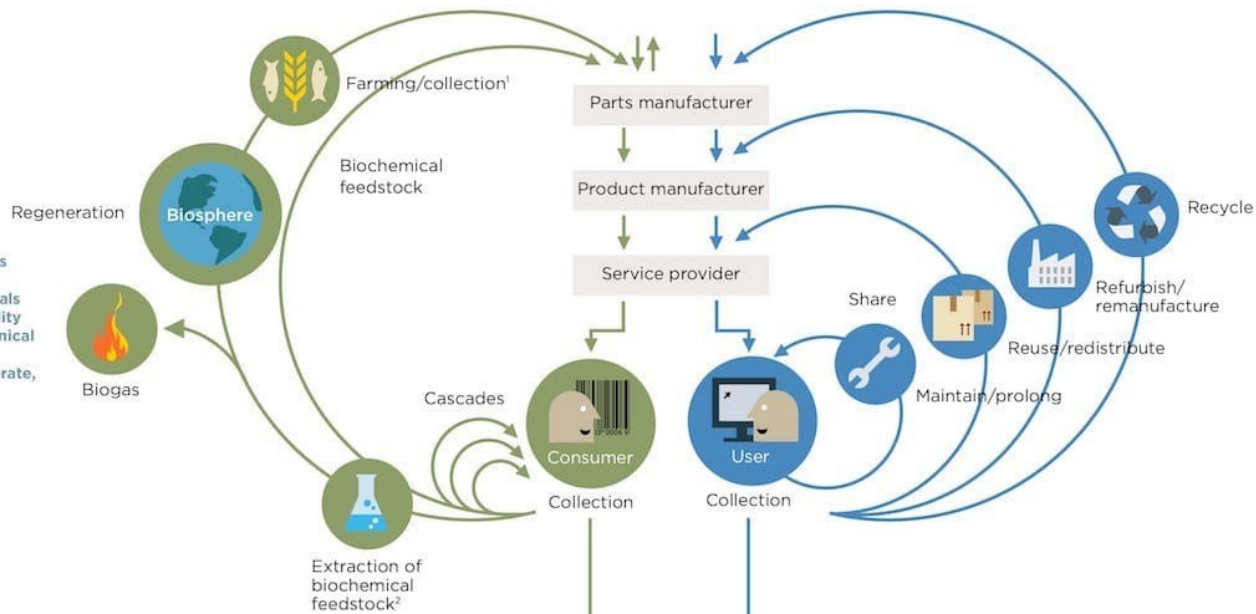 Farming/collection¹
Parts manufacturer
Biochemical
feedstock
Product manufacturer
Regeneration
Biosphere
Recycle
Service provider
Share
Refurbish/
remanufacture
Reuse/redistribute
Biogas
Maintain/prolong
Cascades
Consumer
User
Collection
Collection
Extraction of
biochemical
feedstock²